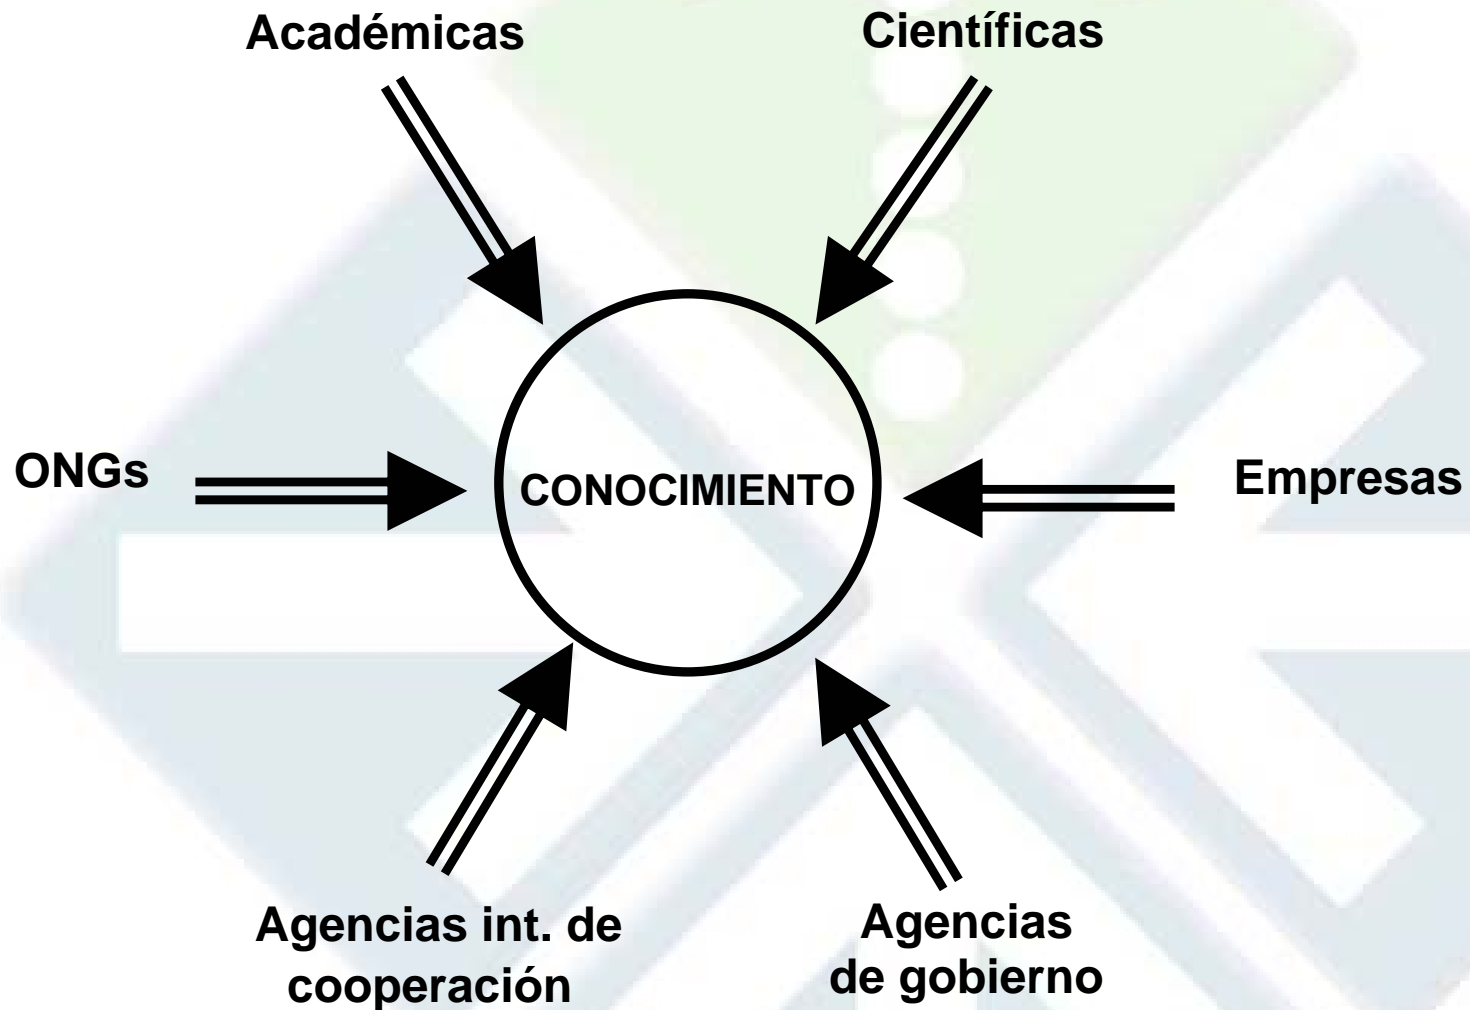 Académicas
Científicas
ONGs
CONOCIMIENTO
Empresas
Agencias int. de
cooperación
Agencias
de gobierno